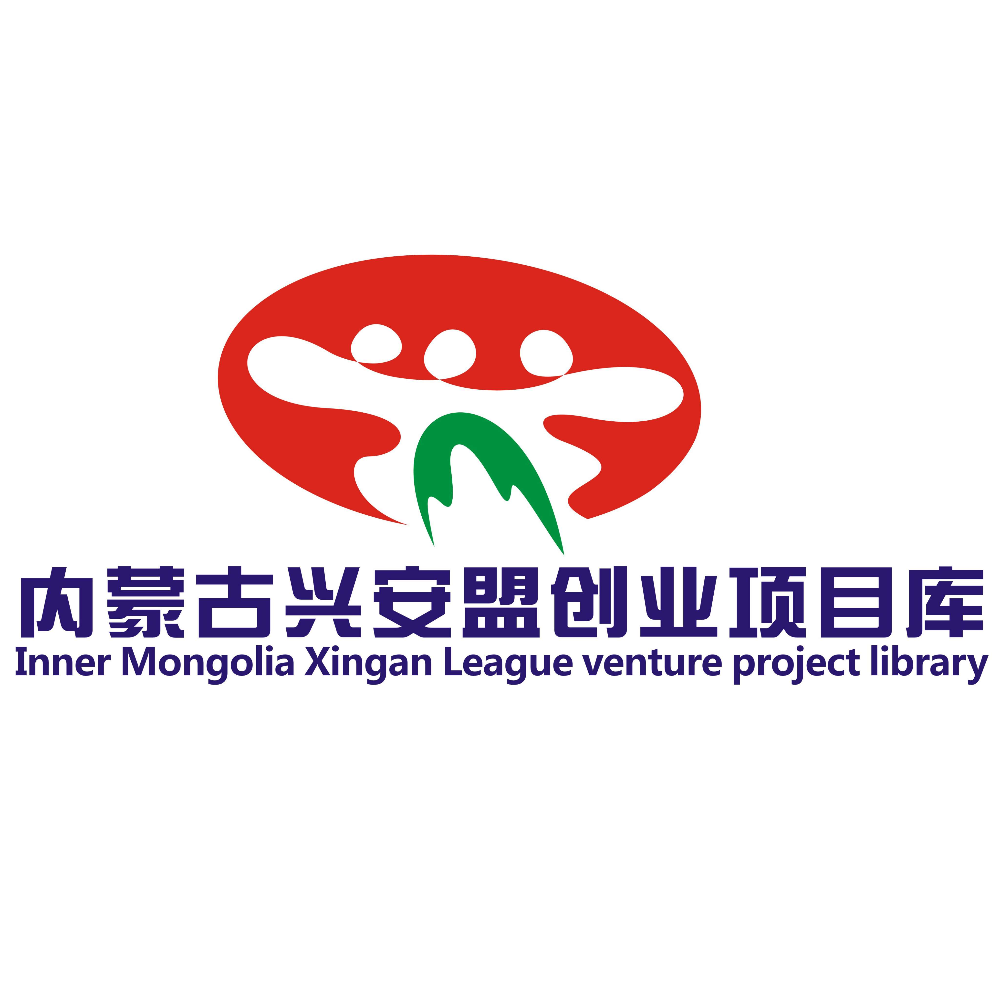 内蒙古兴安盟创业项目库
Inner Mongolia Xingan League venture project library